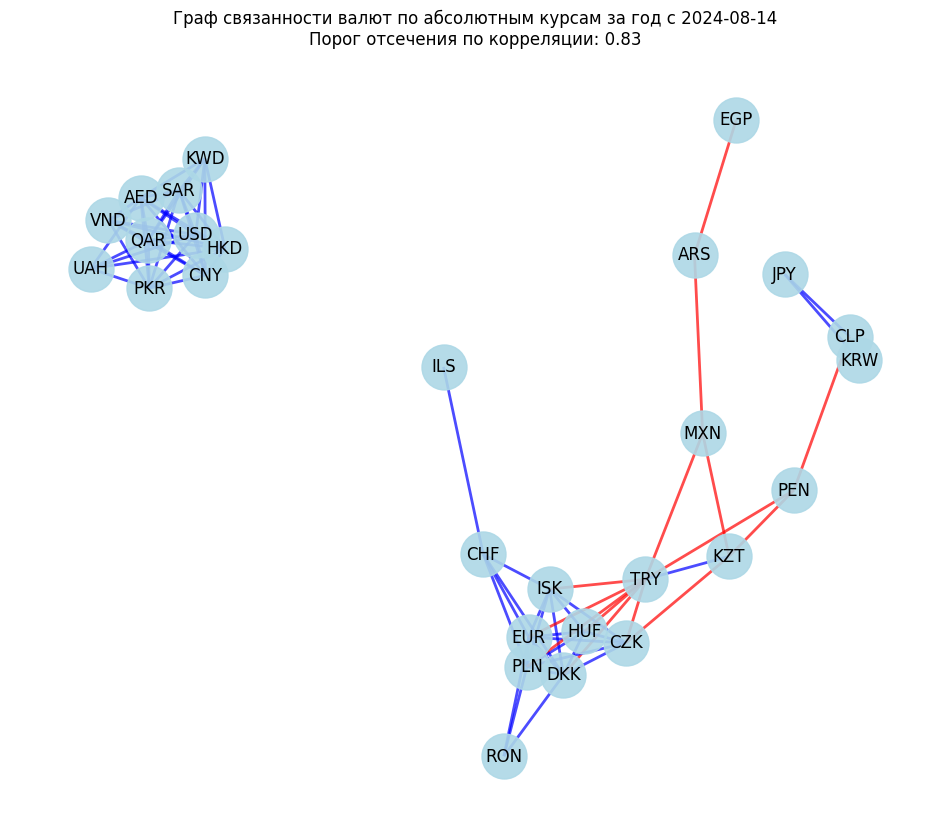 Граф связанности валют по абсолютным курсам за год с 2024-08-14
Порог отсечения по корреляции: 0.83
EGP
KWD
SAR
AED
VND
USD
QAR
HKD
ARS
UAH
JPY
CNY
PKR
CLP
KRW
ILS
MXN
PEN
CHF
KZT
TRY
ISK
HUF
EUR
CZK
PLN
DKK
RON